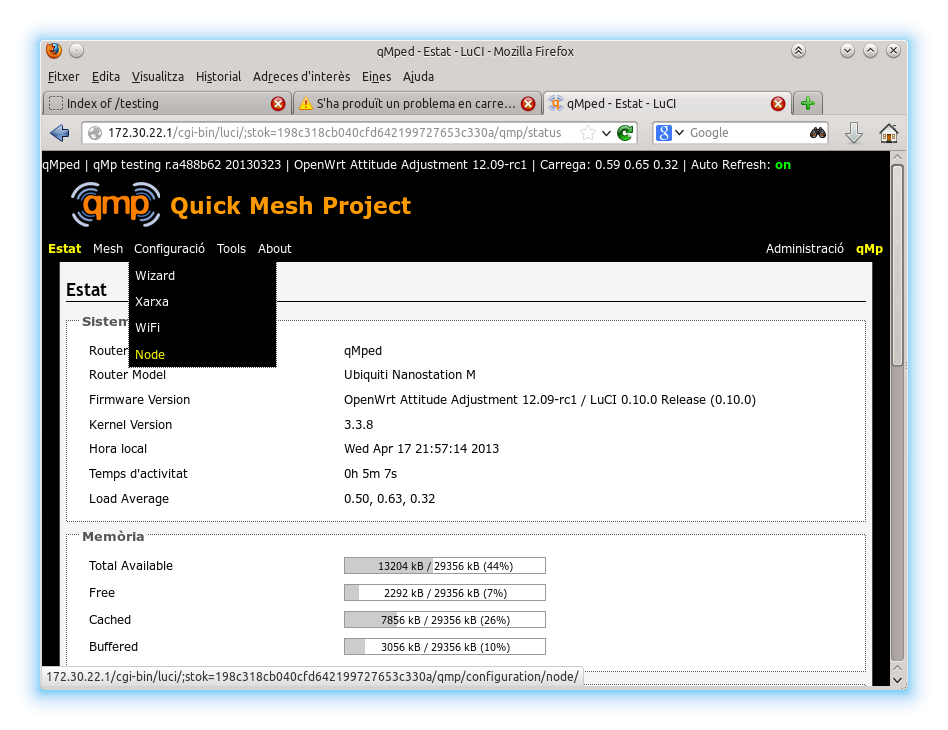 qMped - Estat - LuCI - Mozilla Firefox
Fitxer Edita Visualitza Historial Adreces d'interès Eines Ajuda
Index of /testing S'ha produït un problema en carre... qMped - Estat - LuCI
172.30.22.1/cgi-bin/luci/;stok=198c318cb040cfd642199727653c330a/qmp/status Google
qMped | qMp testing r.a488b62 20130323 | OpenWrt Attitude Adjustment 12.09-rc1 | Carrega: 0.59 0.65 0.32 | Auto Refresh: on
qmp Quick Mesh Project
Estat Mesh Configuració Tools About Administració qMp
Wizard
Xarxa
WiFi
Node
Estat
Sistem
Router qMped
Router Model Ubiquiti Nanostation M
Firmware Version OpenWrt Attitude Adjustment 12.09-rc1 / LuCI 0.10.0 Release (0.10.0)
Kernel Version 3.3.8
Hora local Wed Apr 17 21:57:14 2013
Temps d'activitat 0h 5m 7s
Load Average 0.50, 0.63, 0.32
Memòria
Total Available 13204 kB / 29356 kB (44%)
Free 2292 kB / 29356 kB (7%)
Cached 7856 kB / 29356 kB (26%)
Buffered 3056 kB / 29356 kB (10%)
172.30.22.1/cgi-bin/luci/;stok=198c318cb040cfd642199727653c330a/qmp/configuration/node/